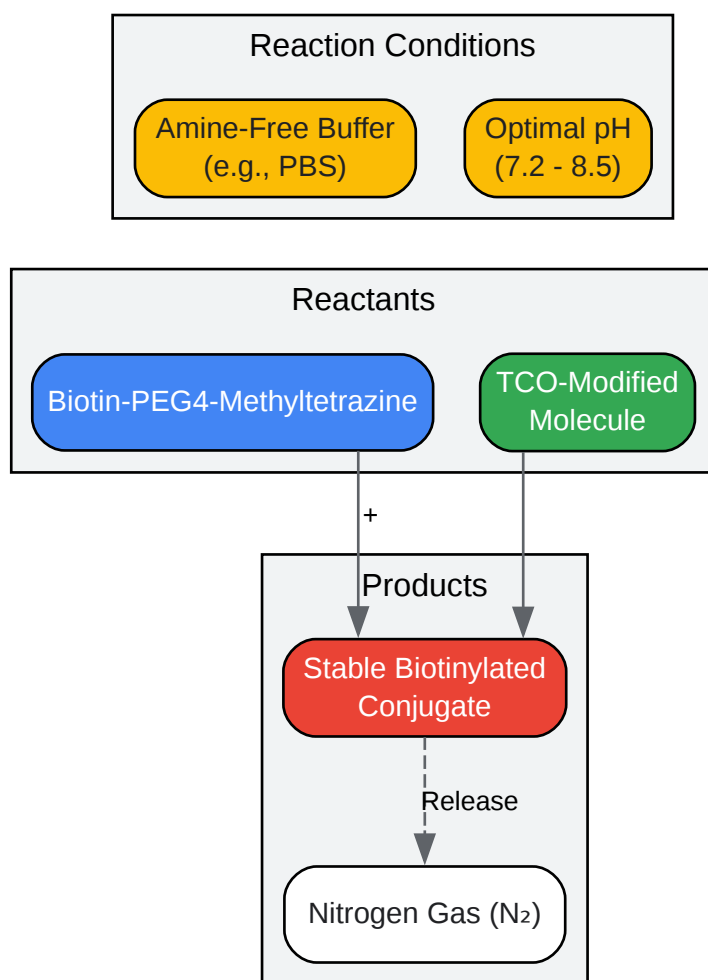 Reaction Conditions
Amine-Free Buffer
(e.g., PBS)
Optimal pH
(7.2 - 8.5)
Reactants
Biotin-PEG4-Methyltetrazine
TCO-Modified
Molecule
+
Products
Stable Biotinylated
Conjugate
Release
Nitrogen Gas (N₂)